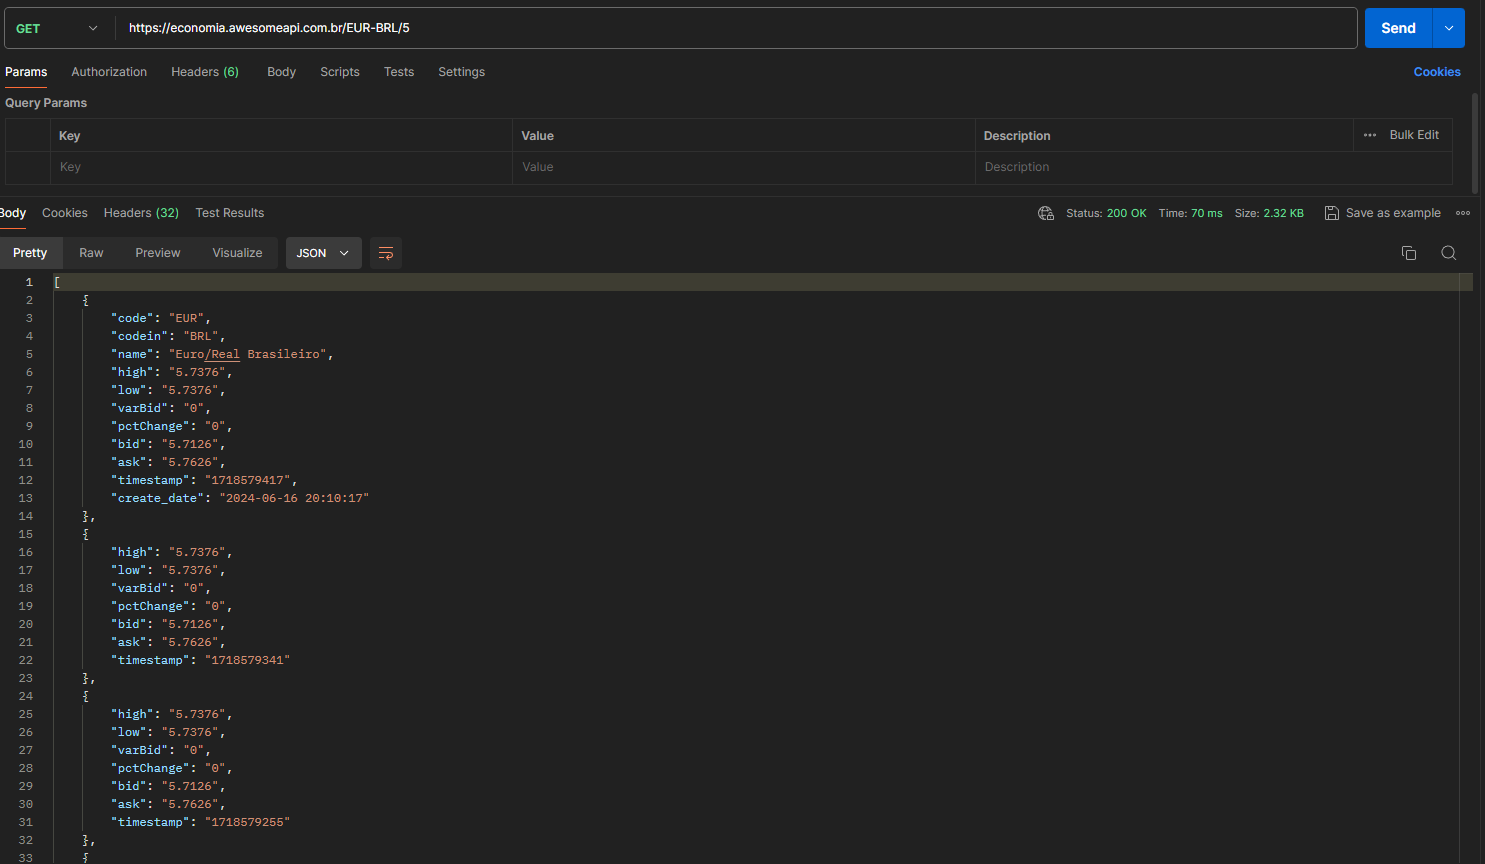 GET https://economia.awesomeapi.com.br/EUR-BRL/5 Send
Params Authorization Headers (6) Body Scripts Tests Settings Cookies
Query Params
Key Value Description ••• Bulk Edit
Key Value Description
Body Cookies Headers (32) Test Results Status: 200 OK Time: 70 ms Size: 2.32 KB Save as example
Pretty Raw Preview Visualize JSON
1 [
2 {
3 "code": "EUR",
4 "codein": "BRL",
5 "name": "Euro/Real Brasileiro",
6 "high": "5.7376",
7 "low": "5.7376",
8 "varBid": "0",
9 "pctChange": "0",
10 "bid": "5.7126",
11 "ask": "5.7626",
12 "timestamp": "1718579417",
13 "create_date": "2024-06-16 20:10:17"
14 },
15 {
16 "high": "5.7376",
17 "low": "5.7376",
18 "varBid": "0",
19 "pctChange": "0",
20 "bid": "5.7126",
21 "ask": "5.7626",
22 "timestamp": "1718579341"
23 },
24 {
25 "high": "5.7376",
26 "low": "5.7376",
27 "varBid": "0",
28 "pctChange": "0",
29 "bid": "5.7126",
30 "ask": "5.7626",
31 "timestamp": "1718579255"
32 },
33 {